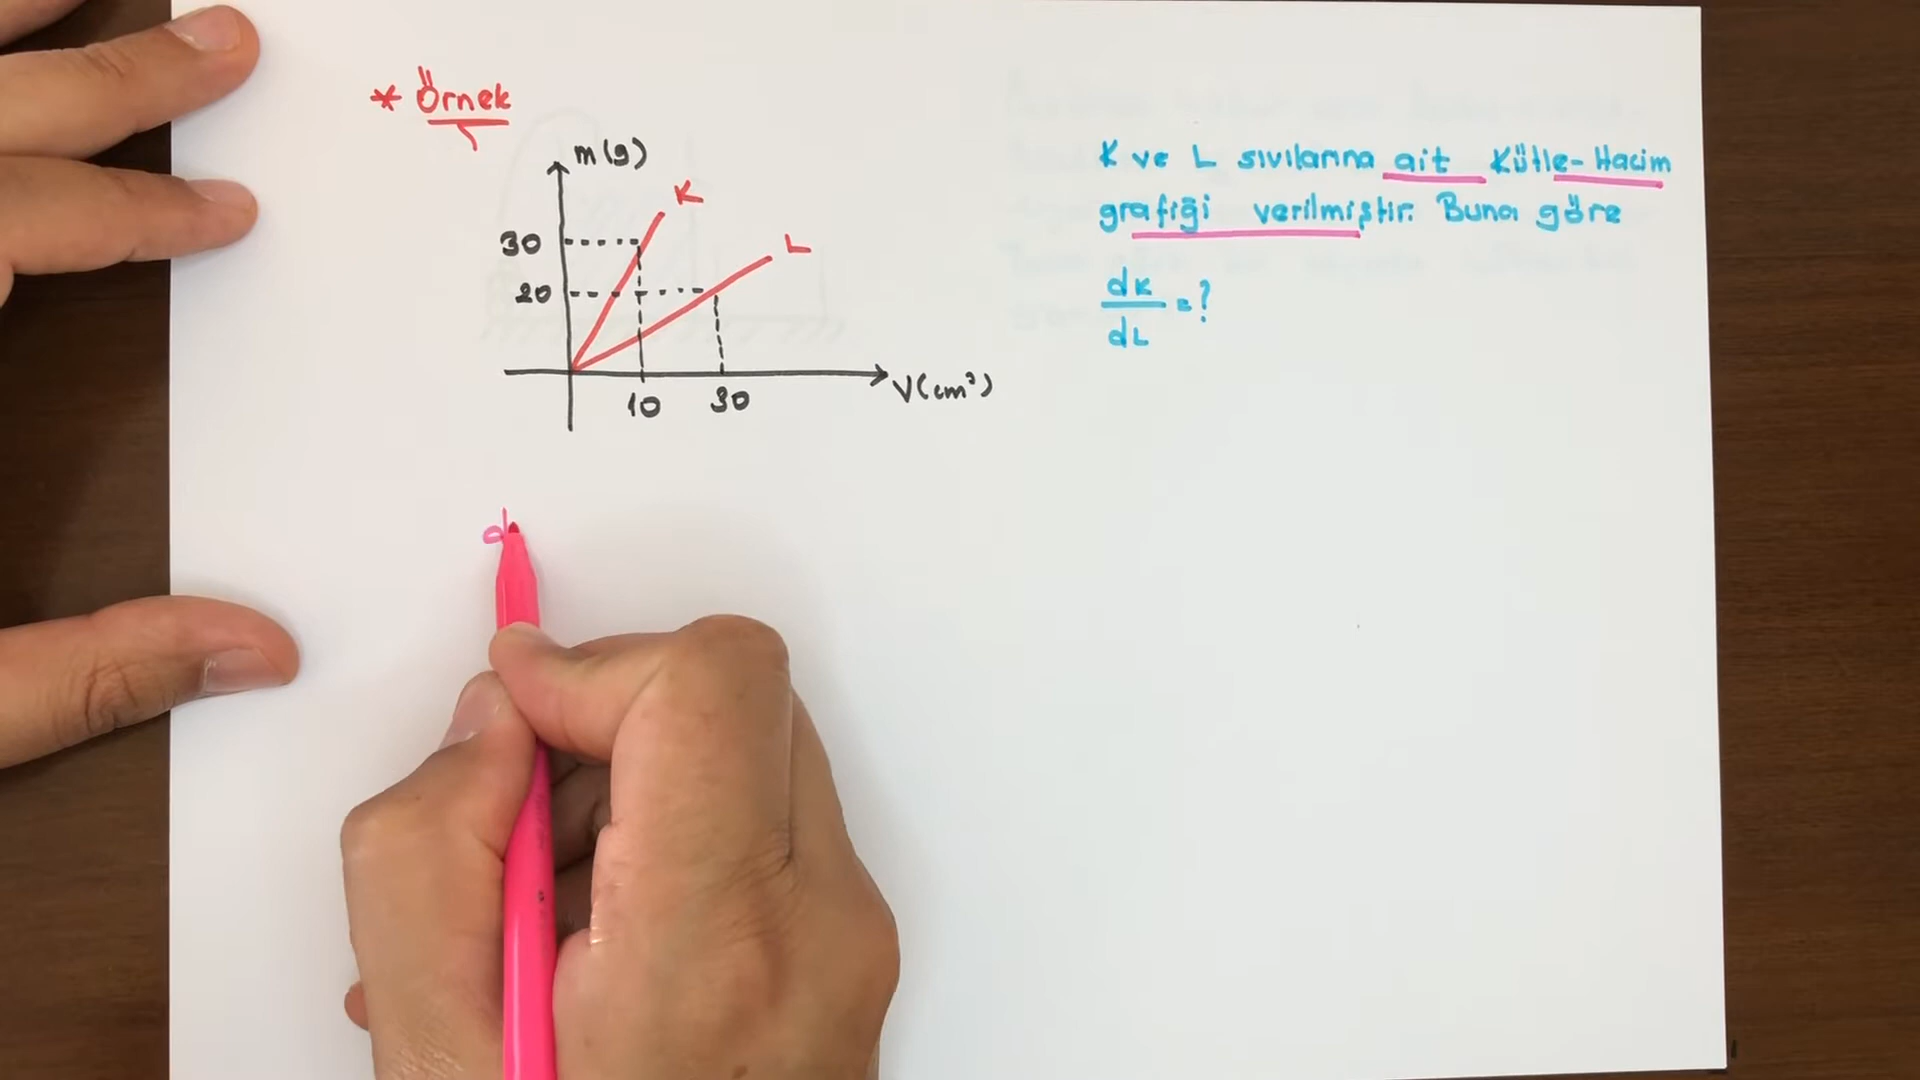 * Örnek
m(g)
K
L
30
20
10 30
V(cm³)
K ve L sıvılarına ait Kütle-Hacim
grafiği verilmiştir. Buna göre
dK
dL
= ?
d